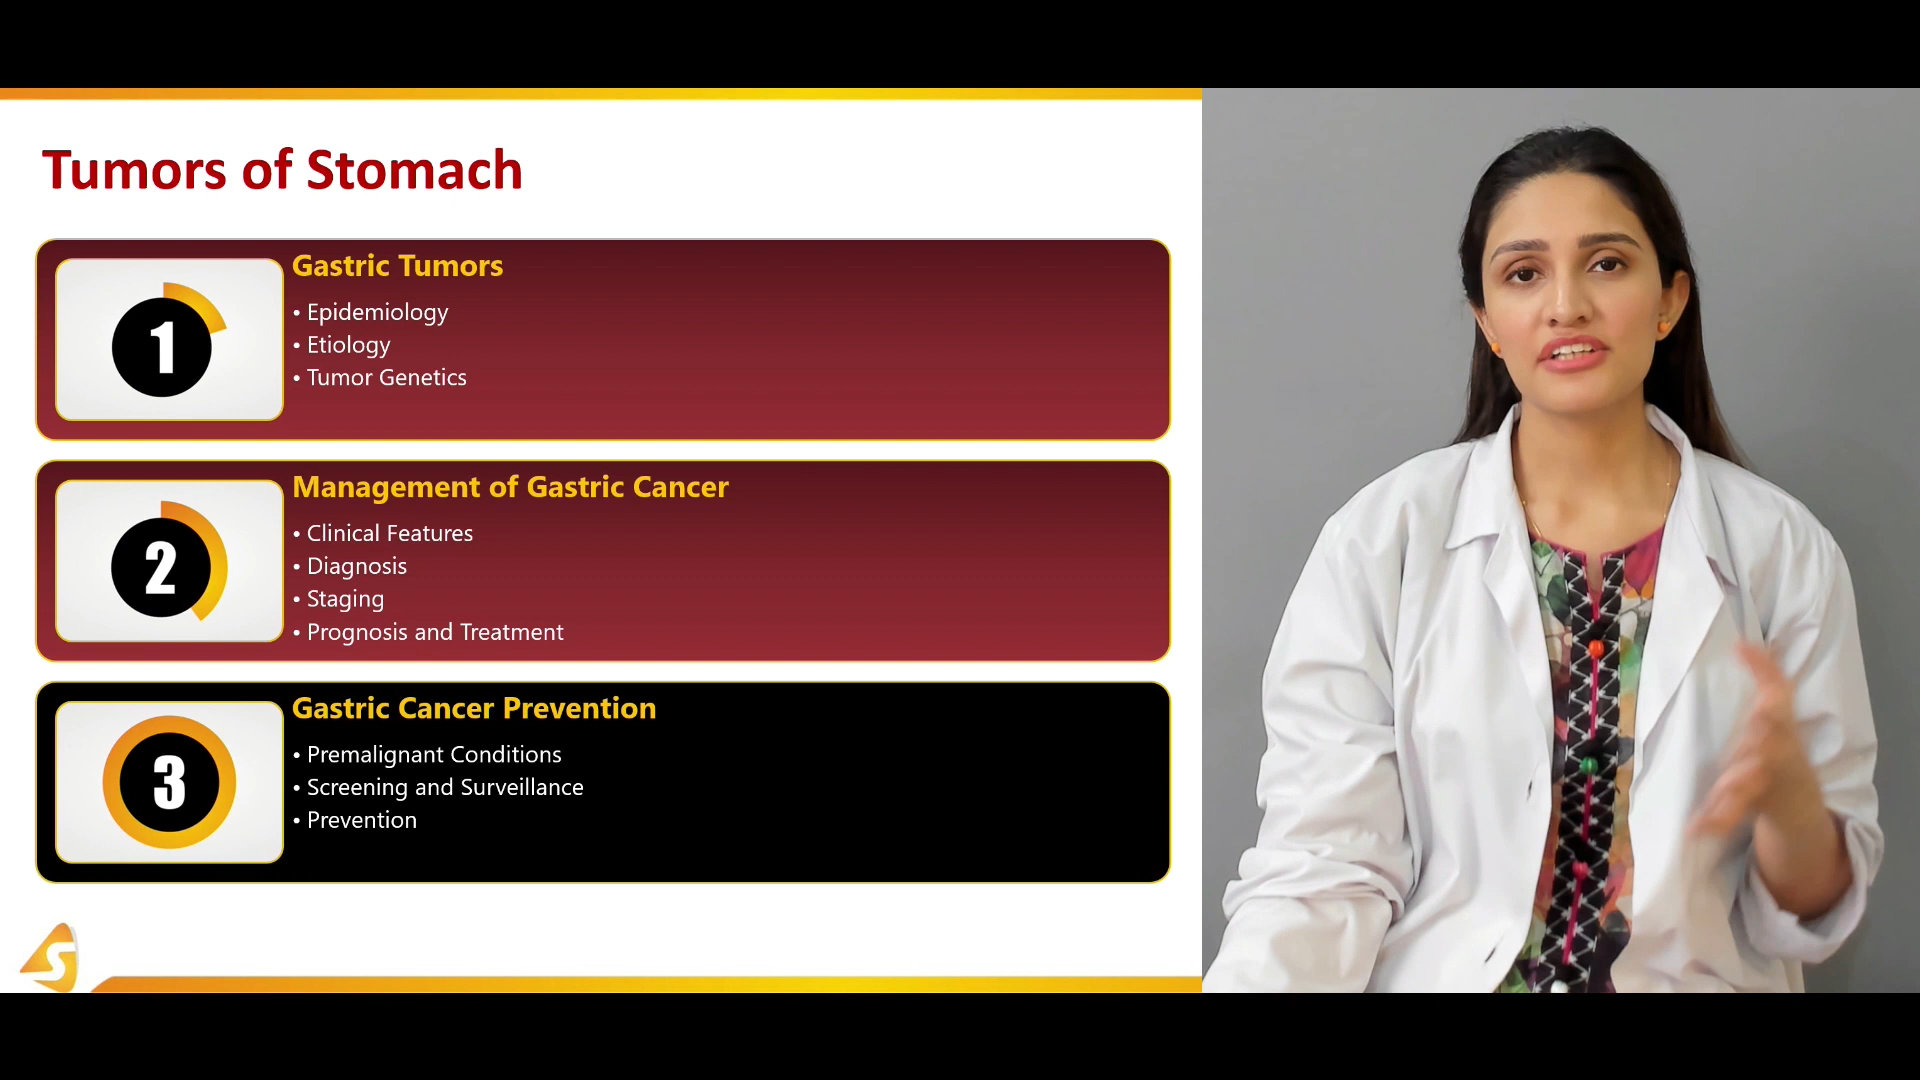 Tumors of Stomach
1
Gastric Tumors
• Epidemiology
• Etiology
• Tumor Genetics
2
Management of Gastric Cancer
• Clinical Features
• Diagnosis
• Staging
• Prognosis and Treatment
3
Gastric Cancer Prevention
• Premalignant Conditions
• Screening and Surveillance
• Prevention
S